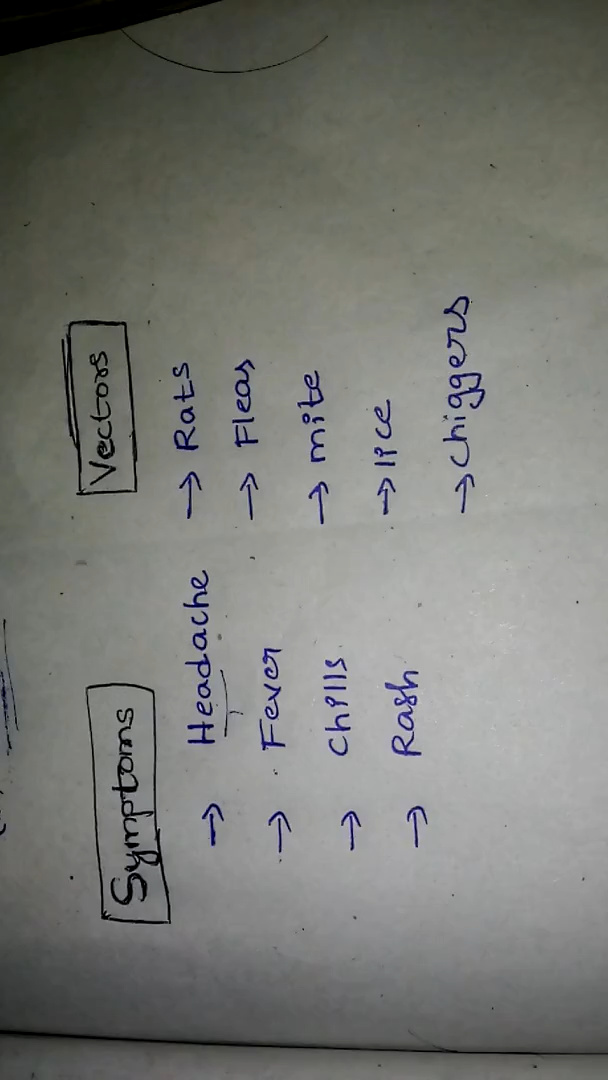 Symptoms
→ Headache
→ Fever
→ chills
→ Rash
Vectors
→ Rats
→ Fleas
→ mite
→ lice
→ chiggers